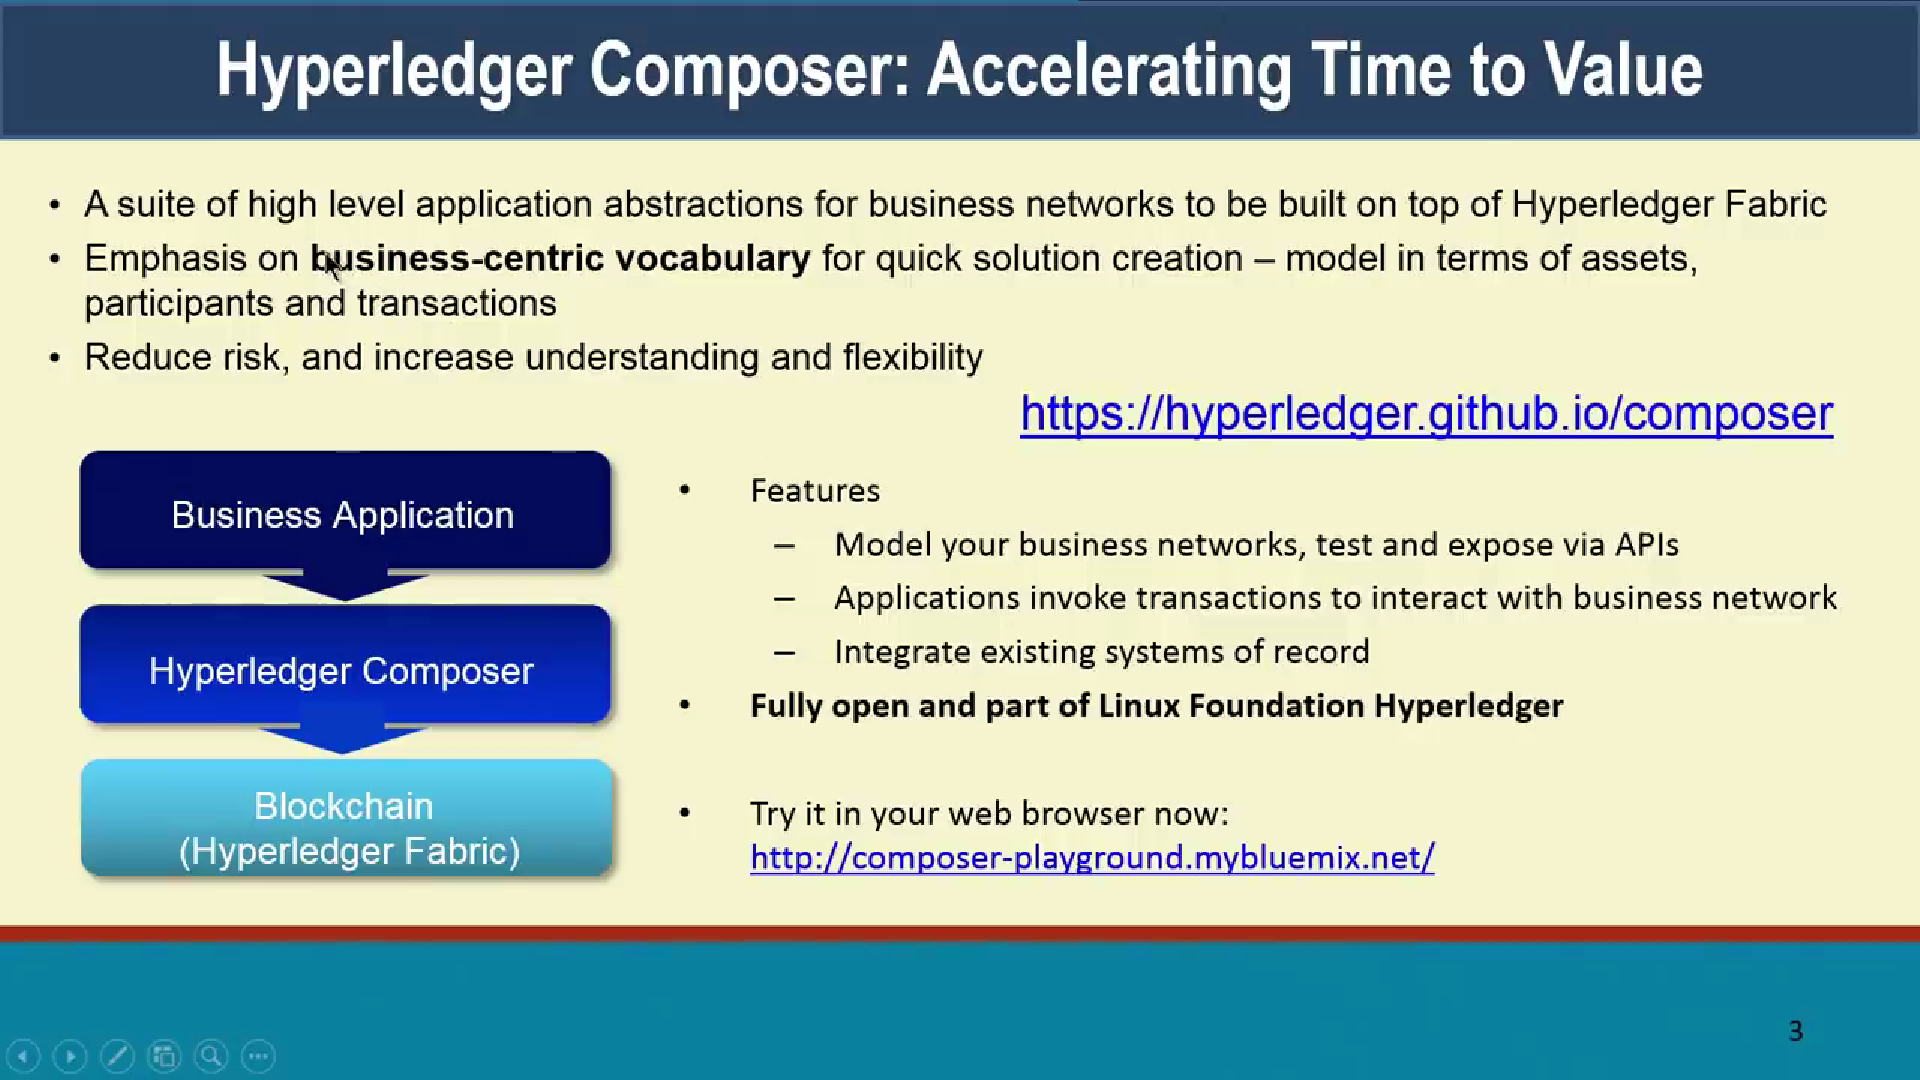 Hyperledger Composer: Accelerating Time to Value
• A suite of high level application abstractions for business networks to be built on top of Hyperledger Fabric
• Emphasis on business-centric vocabulary for quick solution creation – model in terms of assets,
participants and transactions
• Reduce risk, and increase understanding and flexibility
https://hyperledger.github.io/composer
Business Application
Hyperledger Composer
Blockchain
(Hyperledger Fabric)
• Features
– Model your business networks, test and expose via APIs
– Applications invoke transactions to interact with business network
– Integrate existing systems of record
• Fully open and part of Linux Foundation Hyperledger
• Try it in your web browser now:
http://composer-playground.mybluemix.net/
3